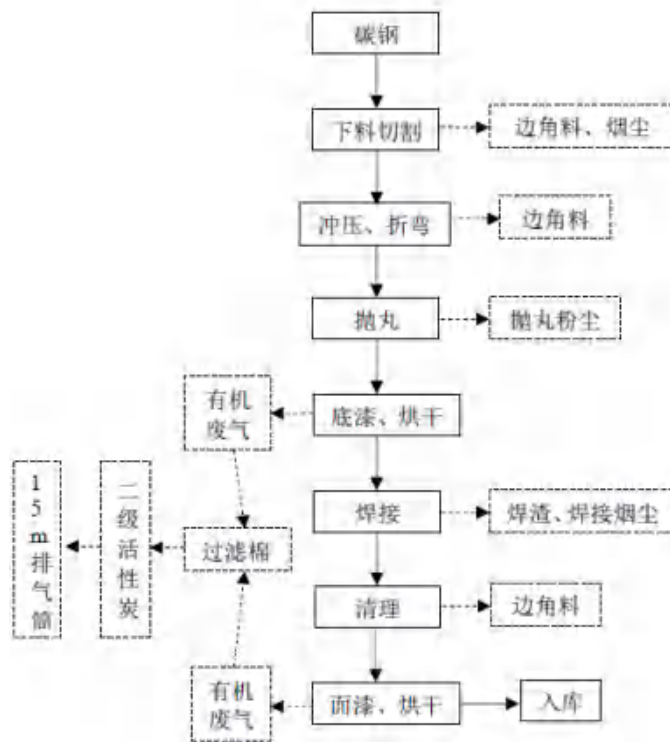 碳钢
下料切割
边角料、烟尘
冲压、折弯
边角料
抛丸
抛丸粉尘
有机
废气
底漆、烘干
焊接
焊渣、焊接烟尘
15m排气筒
二级活性炭
过滤棉
清理
边角料
有机
废气
面漆、烘干
入库